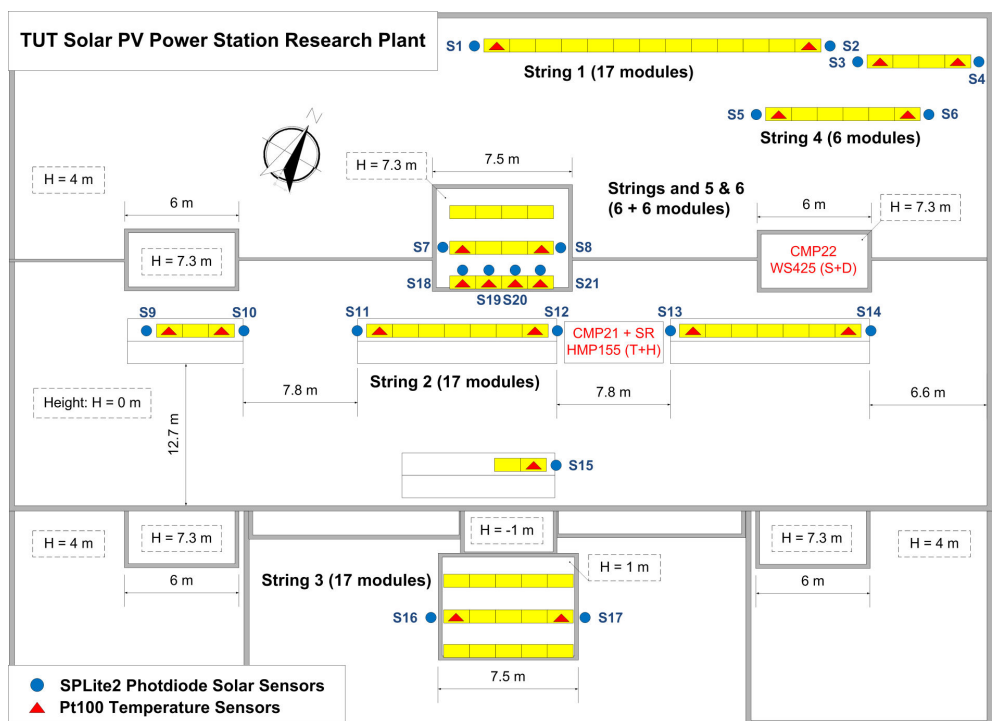 TUT Solar PV Power Station Research Plant
S1
S2
String 1 (17 modules)
S3
S4
S5
S6
String 4 (6 modules)
N
H = 4 m
H = 7.3 m
7.5 m
Strings and 5 & 6
(6 + 6 modules)
6 m
6 m
H = 7.3 m
H = 7.3 m
S7
S8
CMP22
WS425 (S+D)
S18
S19
S20
S21
S9
S10
S11
S12
S13
S14
CMP21 + SR
HMP155 (T+H)
String 2 (17 modules)
7.8 m
7.8 m
6.6 m
Height: H = 0 m
12.7 m
S15
H = 4 m
H = 7.3 m
H = -1 m
H = 7.3 m
H = 4 m
6 m
String 3 (17 modules)
H = 1 m
6 m
S16
S17
7.5 m
SPLite2 Photdiode Solar Sensors
Pt100 Temperature Sensors